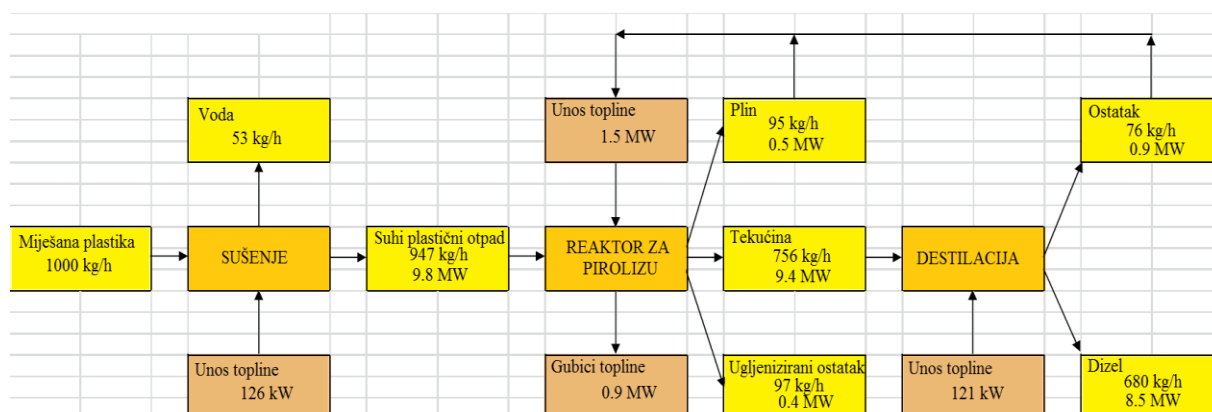 Voda
53 kg/h
Unos topline
1.5 MW
Plin
95 kg/h
0.5 MW
Ostatak
76 kg/h
0.9 MW
Miješana plastika
1000 kg/h
SUŠENJE
Suhi plastični otpad
947 kg/h
9.8 MW
REAKTOR ZA
PIROLIZU
Tekućina
756 kg/h
9.4 MW
DESTILACIJA
Unos topline
126 kW
Gubici topline
0.9 MW
Ugljenizirani ostatak
97 kg/h
0.4 MW
Unos topline
121 kW
Dizel
680 kg/h
8.5 MW